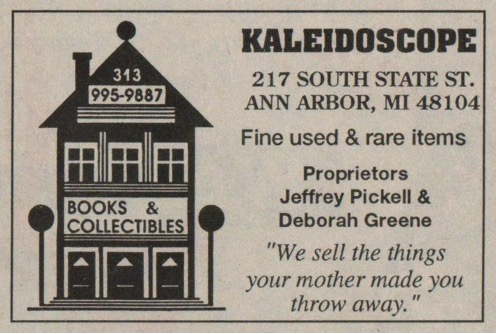 313
995-9887
BOOKS &
COLLECTIBLES
KALEIDOSCOPE
217 SOUTH STATE ST.
ANN ARBOR, MI 48104
Fine used & rare items
Proprietors
Jeffrey Pickell &
Deborah Greene
"We sell the things
your mother made you
throw away."